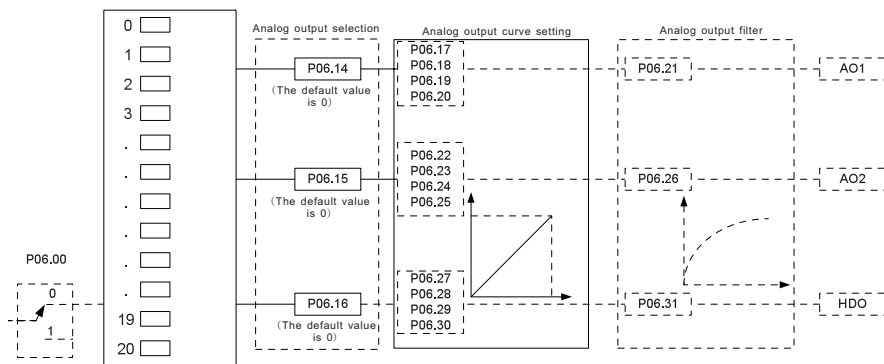 Analog output selection
Analog output curve setting
Analog output filter
0
1
2
3
.
.
.
.
.
.
19
20
P06.00
0
1
P06.14
(The default value
is 0)
P06.15
(The default value
is 0)
P06.16
(The default value
is 0)
P06.17
P06.18
P06.19
P06.20
P06.22
P06.23
P06.24
P06.25
P06.27
P06.28
P06.29
P06.30
P06.21
P06.26
P06.31
AO1
AO2
HDO